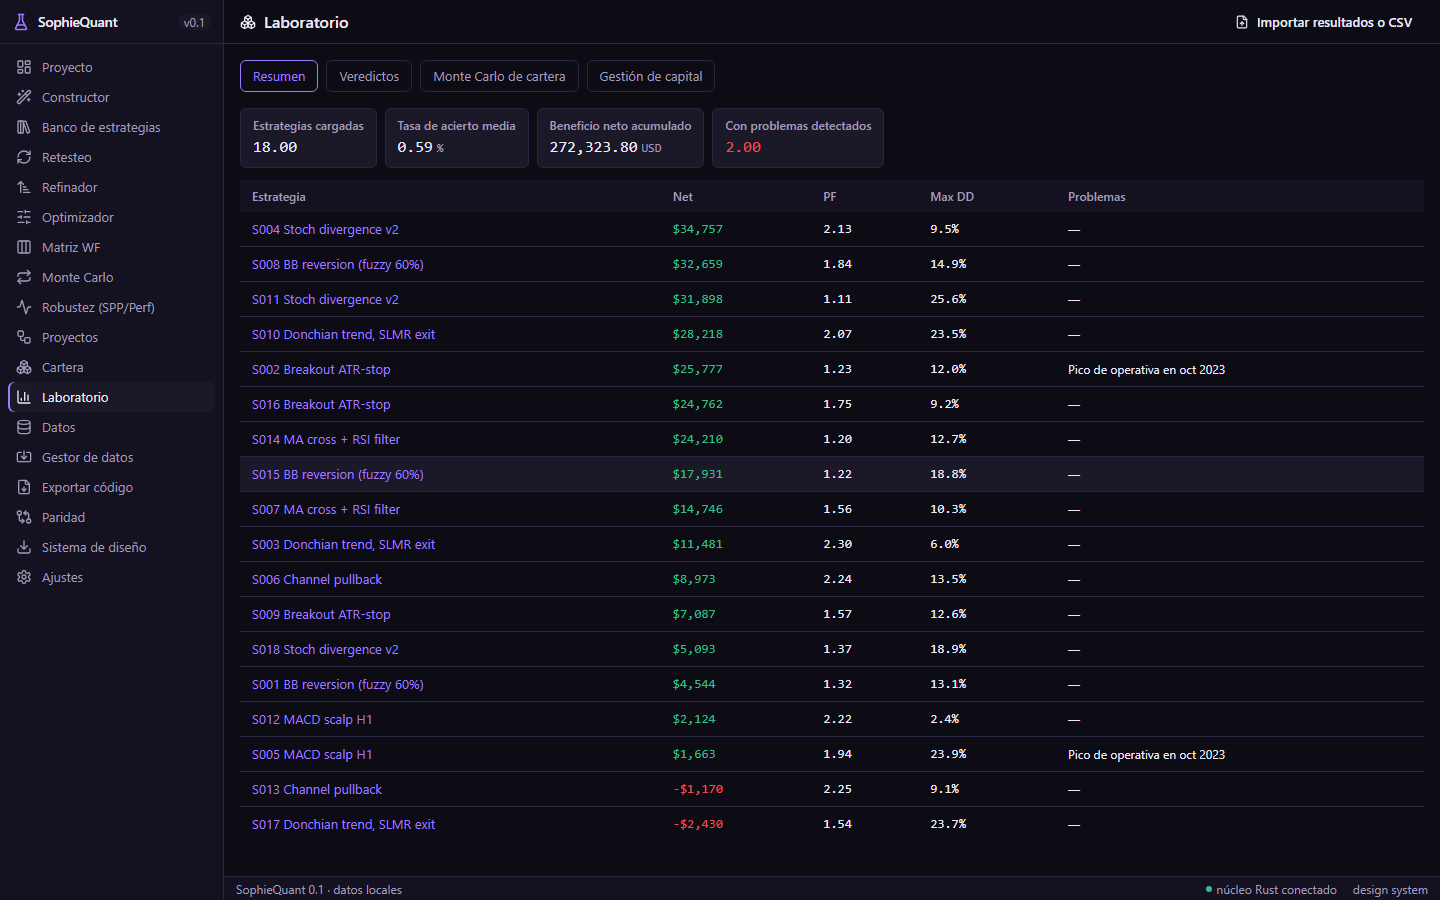 SophieQuant v0.1
Proyecto
Constructor
Banco de estrategias
Retesteo
Refinador
Optimizador
Matriz WF
Monte Carlo
Robustez (SPP/Perf)
Proyectos
Cartera
Laboratorio
Datos
Gestor de datos
Exportar código
Paridad
Sistema de diseño
Ajustes
Laboratorio
Importar resultados o CSV
Resumen Veredictos Monte Carlo de cartera Gestión de capital
Estrategias cargadas
18.00
Tasa de acierto media
0.59 %
Beneficio neto acumulado
272,323.80 USD
Con problemas detectados
2.00
Estrategia Net PF Max DD Problemas
S004 Stoch divergence v2 $34,757 2.13 9.5% —
S008 BB reversion (fuzzy 60%) $32,659 1.84 14.9% —
S011 Stoch divergence v2 $31,898 1.11 25.6% —
S010 Donchian trend, SLMR exit $28,218 2.07 23.5% —
S002 Breakout ATR-stop $25,777 1.23 12.0% Pico de operativa en oct 2023
S016 Breakout ATR-stop $24,762 1.75 9.2% —
S014 MA cross + RSI filter $24,210 1.20 12.7% —
S015 BB reversion (fuzzy 60%) $17,931 1.22 18.8% —
S007 MA cross + RSI filter $14,746 1.56 10.3% —
S003 Donchian trend, SLMR exit $11,481 2.30 6.0% —
S006 Channel pullback $8,973 2.24 13.5% —
S009 Breakout ATR-stop $7,087 1.57 12.6% —
S018 Stoch divergence v2 $5,093 1.37 18.9% —
S001 BB reversion (fuzzy 60%) $4,544 1.32 13.1% —
S012 MACD scalp H1 $2,124 2.22 2.4% —
S005 MACD scalp H1 $1,663 1.94 23.9% Pico de operativa en oct 2023
S013 Channel pullback -$1,170 2.25 9.1% —
S017 Donchian trend, SLMR exit -$2,430 1.54 23.7% —
SophieQuant 0.1 · datos locales
núcleo Rust conectado design system